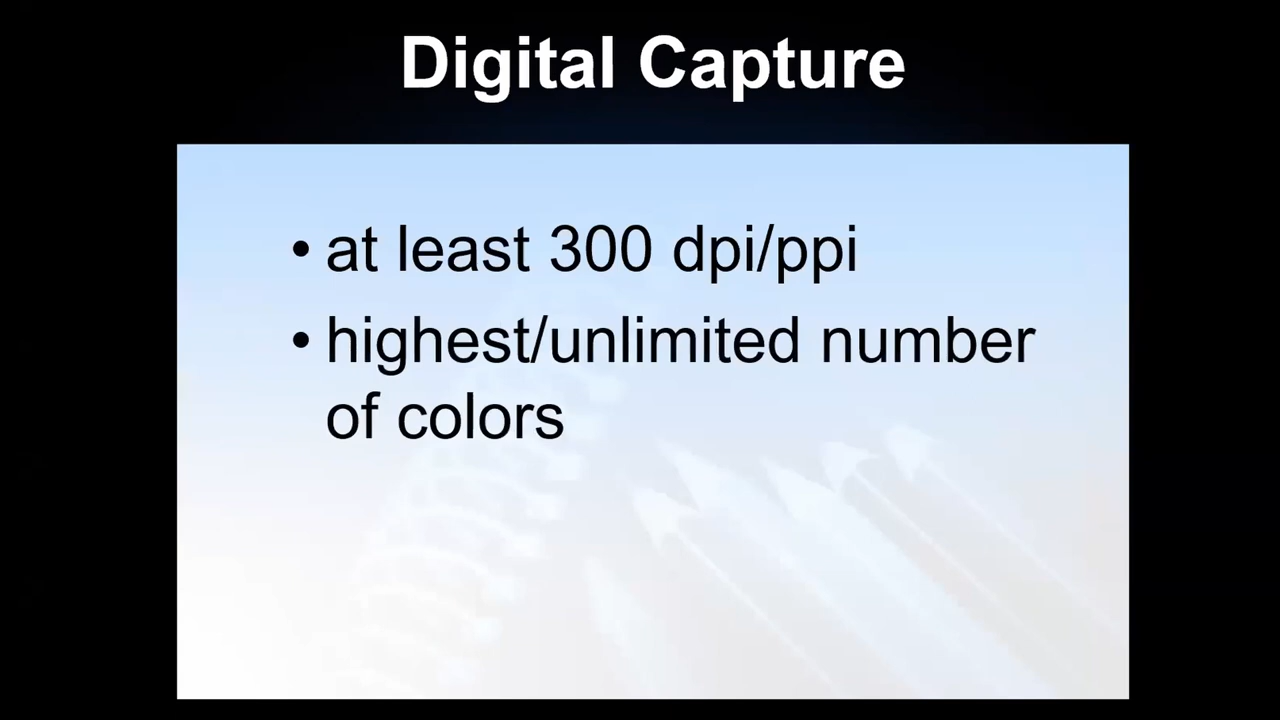 Digital Capture
• at least 300 dpi/ppi
• highest/unlimited number
of colors